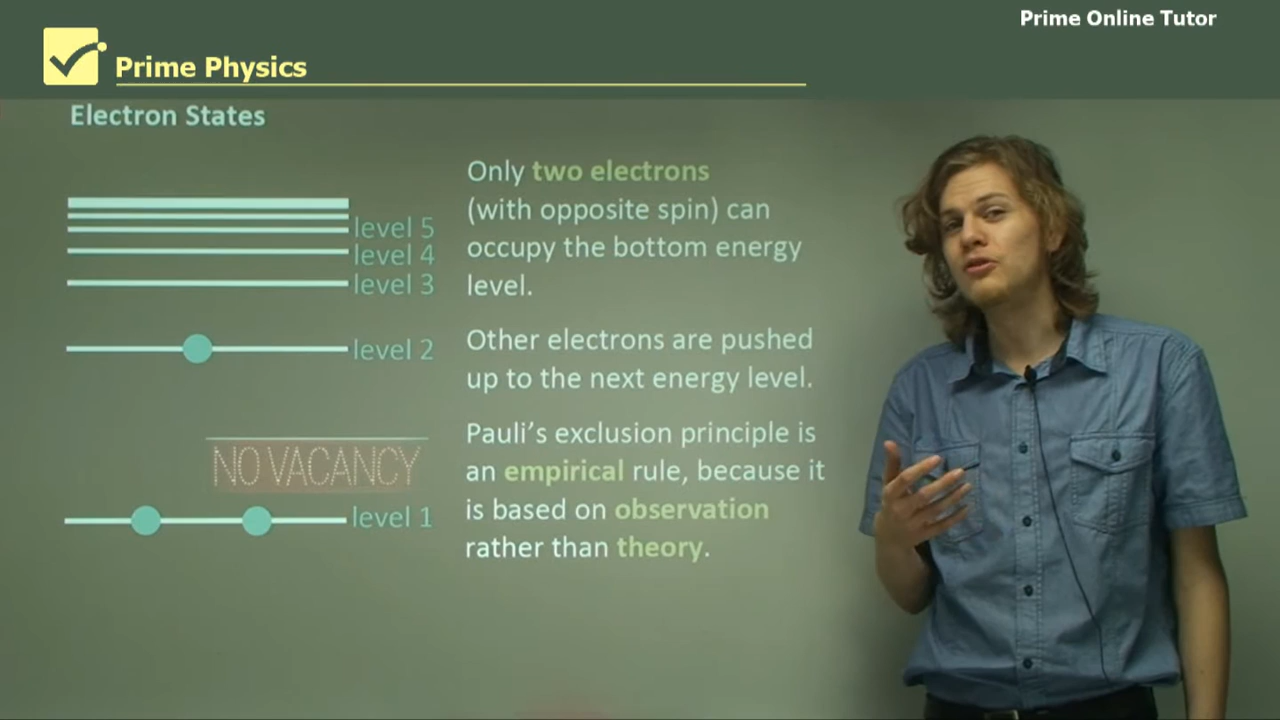 Prime Online Tutor
Prime Physics
Electron States
level 5
level 4
level 3
level 2
NO VACANCY
level 1
Only two electrons
(with opposite spin) can
occupy the bottom energy
level.
Other electrons are pushed
up to the next energy level.
Pauli’s exclusion principle is
an empirical rule, because it
is based on observation
rather than theory.